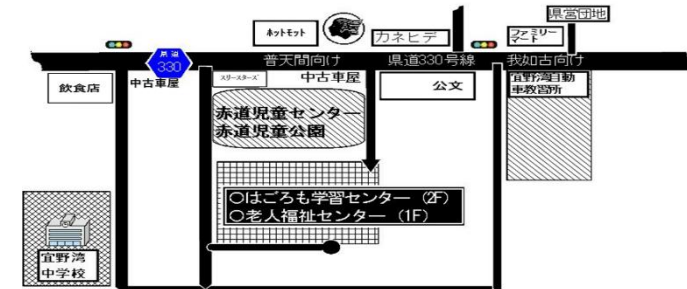 県営団地
ホットモット
カネヒデ
ファミリー
マート
県道
330
普天間向け
県道330号線
我如古向け
飲食店
中古車屋
スリースターズ
中古車屋
公文
宜野湾自動
車教習所
赤道児童センター
赤道児童公園
○はごろも学習センター (2F)
○老人福祉センター (1F)
宜野湾
中学校